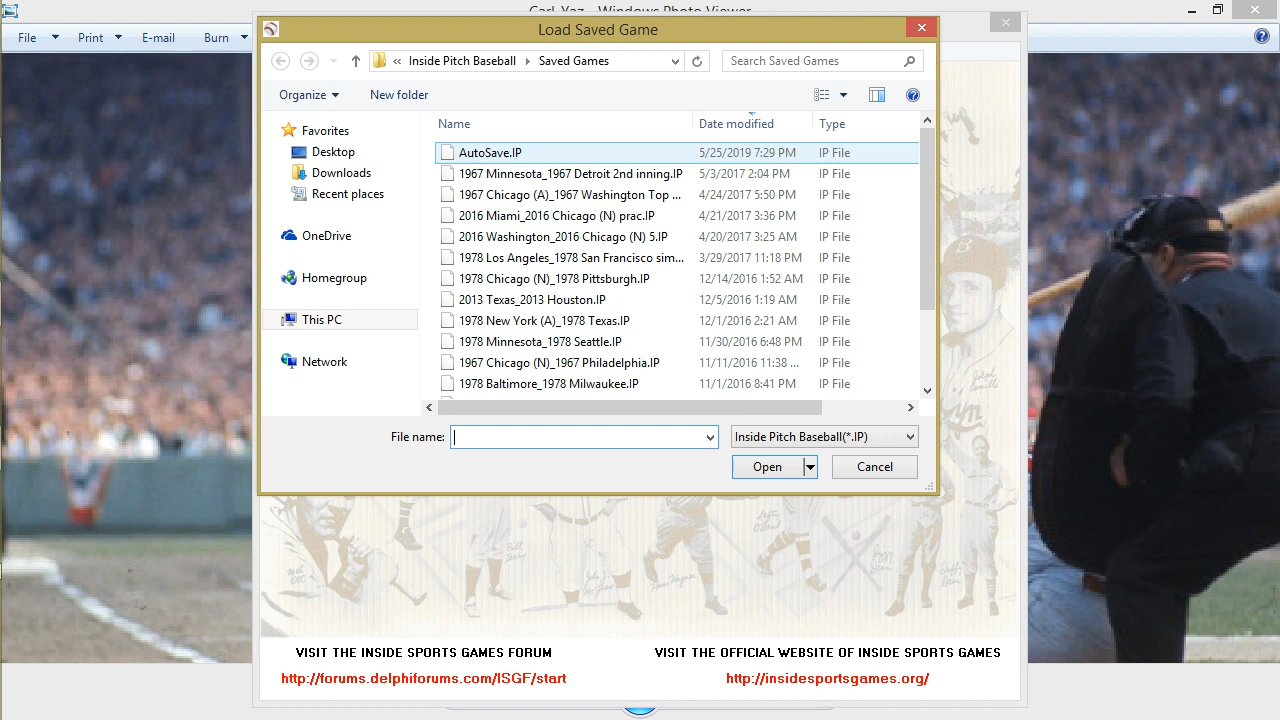 Carl Yaz - Windows Photo Viewer
File Print E-mail Burn
Load Saved Game
« Inside Pitch Baseball Saved Games Search Saved Games
Organize New folder
Name Date modified Type
Favorites
Desktop
Downloads
Recent places
OneDrive
Homegroup
This PC
Network
AutoSave.IP 5/25/2019 7:29 PM IP File
1967 Minnesota_1967 Detroit 2nd inning.IP 5/3/2017 2:04 PM IP File
1967 Chicago (A)_1967 Washington Top ... 4/24/2017 5:50 PM IP File
2016 Miami_2016 Chicago (N) prac.IP 4/21/2017 3:36 PM IP File
2016 Washington_2016 Chicago (N) 5.IP 4/20/2017 3:25 AM IP File
1978 Los Angeles_1978 San Francisco sim... 3/29/2017 11:18 PM IP File
1978 Chicago (N)_1978 Pittsburgh.IP 12/14/2016 1:52 AM IP File
2013 Texas_2013 Houston.IP 12/5/2016 1:19 AM IP File
1978 New York (A)_1978 Texas.IP 12/1/2016 2:21 AM IP File
1978 Minnesota_1978 Seattle.IP 11/30/2016 6:48 PM IP File
1967 Chicago (N)_1967 Philadelphia.IP 11/11/2016 11:38 ... IP File
1978 Baltimore_1978 Milwaukee.IP 11/1/2016 8:41 PM IP File
File name: Inside Pitch Baseball(*.IP)
Open Cancel
Dolph Camilli
Mel Ott
Bill Terry
VISIT THE INSIDE SPORTS GAMES FORUM
http://forums.delphiforums.com/ISGF/start
VISIT THE OFFICIAL WEBSITE OF INSIDE SPORTS GAMES
http://insidesportsgames.org/